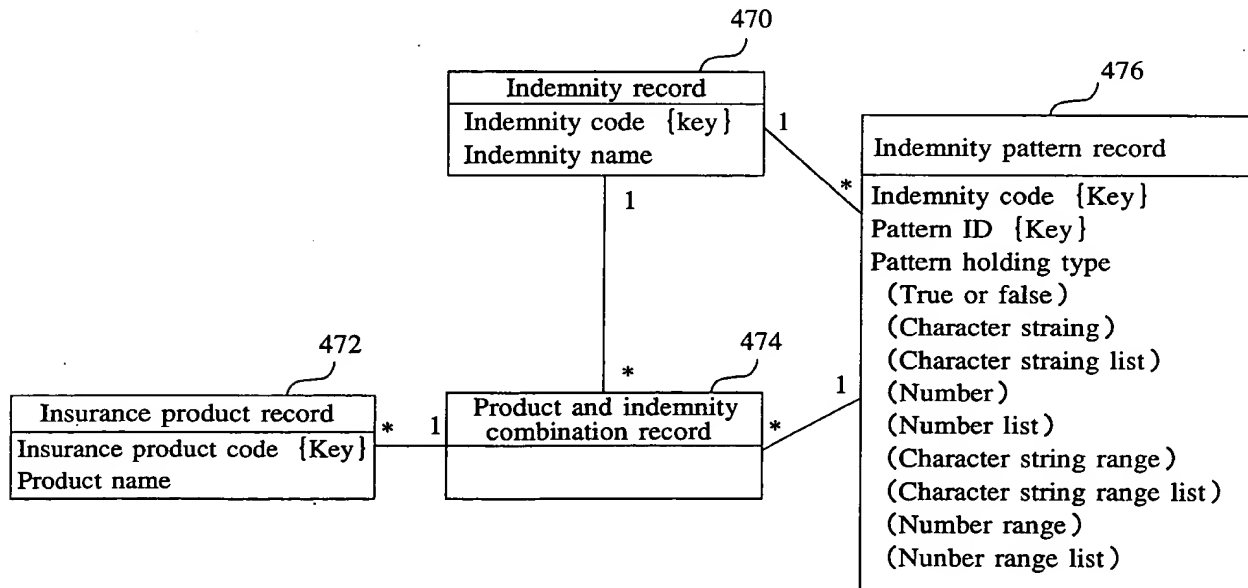 470
Indemnity record
Indemnity code {key}
Indemnity name
1
1
*
*
476
Indemnity pattern record
Indemnity code {Key}
Pattern ID {Key}
Pattern holding type
(True or false)
(Character straing)
(Character straing list)
(Number)
(Number list)
(Character string range)
(Character string range list)
(Number range)
(Nunber range list)
472
Insurance product record
Insurance product code {Key}
Product name
*
1
474
Product and indemnity
combination record
*
1